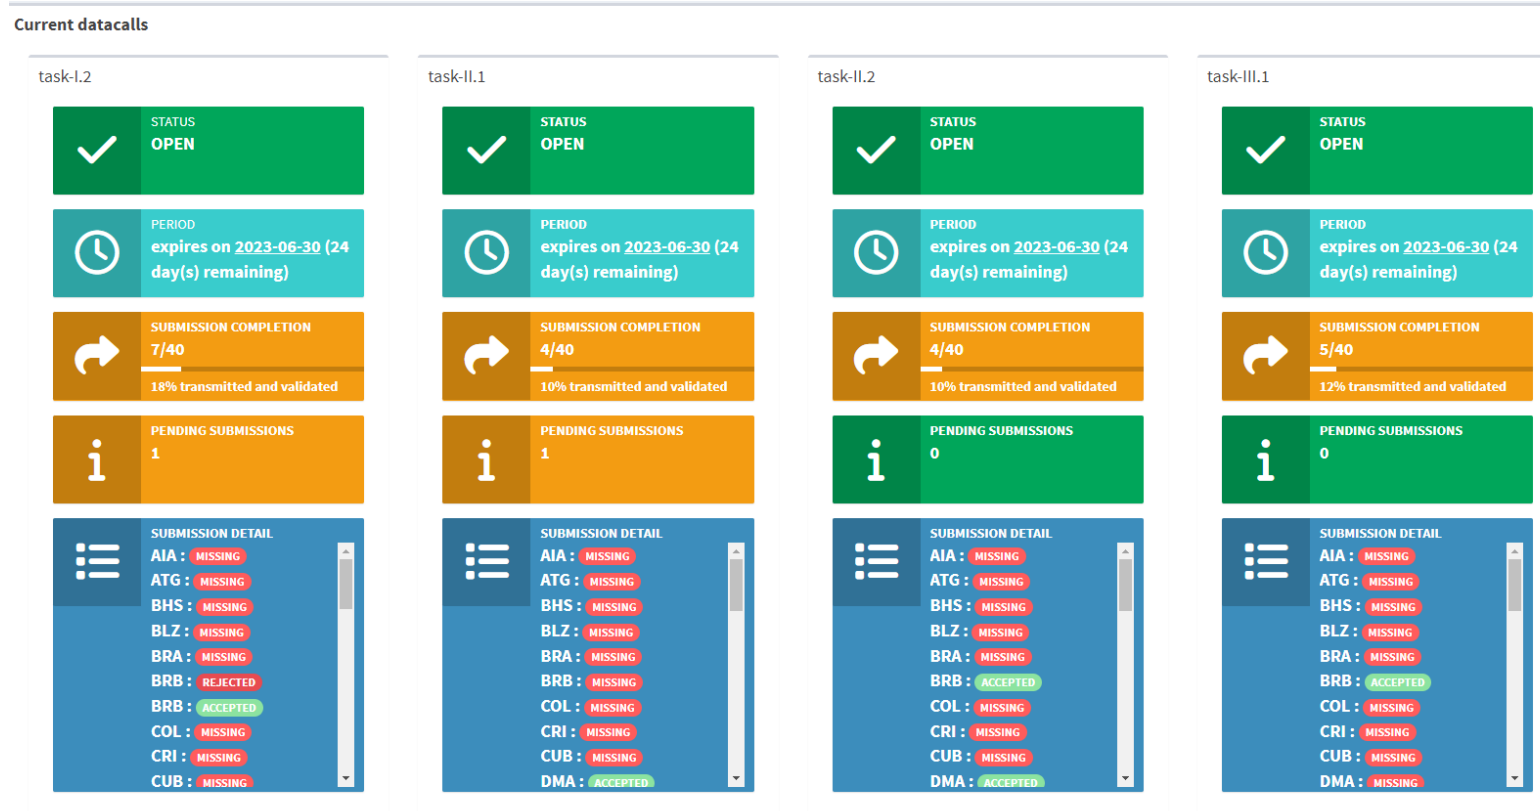 Current datacalls
task-I.2
STATUS
OPEN
PERIOD
expires on 2023-06-30 (24
day(s) remaining)
SUBMISSION COMPLETION
7/40
18% transmitted and validated
PENDING SUBMISSIONS
1
SUBMISSION DETAIL
AIA : MISSING
ATG : MISSING
BHS : MISSING
BLZ : MISSING
BRA : MISSING
BRB : REJECTED
BRB : ACCEPTED
COL : MISSING
CRI : MISSING
CUB : MISSING
task-II.1
STATUS
OPEN
PERIOD
expires on 2023-06-30 (24
day(s) remaining)
SUBMISSION COMPLETION
4/40
10% transmitted and validated
PENDING SUBMISSIONS
1
SUBMISSION DETAIL
AIA : MISSING
ATG : MISSING
BHS : MISSING
BLZ : MISSING
BRA : MISSING
BRB : MISSING
COL : MISSING
CRI : MISSING
CUB : MISSING
DMA : ACCEPTED
task-II.2
STATUS
OPEN
PERIOD
expires on 2023-06-30 (24
day(s) remaining)
SUBMISSION COMPLETION
4/40
10% transmitted and validated
PENDING SUBMISSIONS
0
SUBMISSION DETAIL
AIA : MISSING
ATG : MISSING
BHS : MISSING
BLZ : MISSING
BRA : MISSING
BRB : ACCEPTED
COL : MISSING
CRI : MISSING
CUB : MISSING
DMA : ACCEPTED
task-III.1
STATUS
OPEN
PERIOD
expires on 2023-06-30 (24
day(s) remaining)
SUBMISSION COMPLETION
5/40
12% transmitted and validated
PENDING SUBMISSIONS
0
SUBMISSION DETAIL
AIA : MISSING
ATG : MISSING
BHS : MISSING
BLZ : MISSING
BRA : MISSING
BRB : ACCEPTED
COL : MISSING
CRI : MISSING
CUB : MISSING
DMA : MISSING